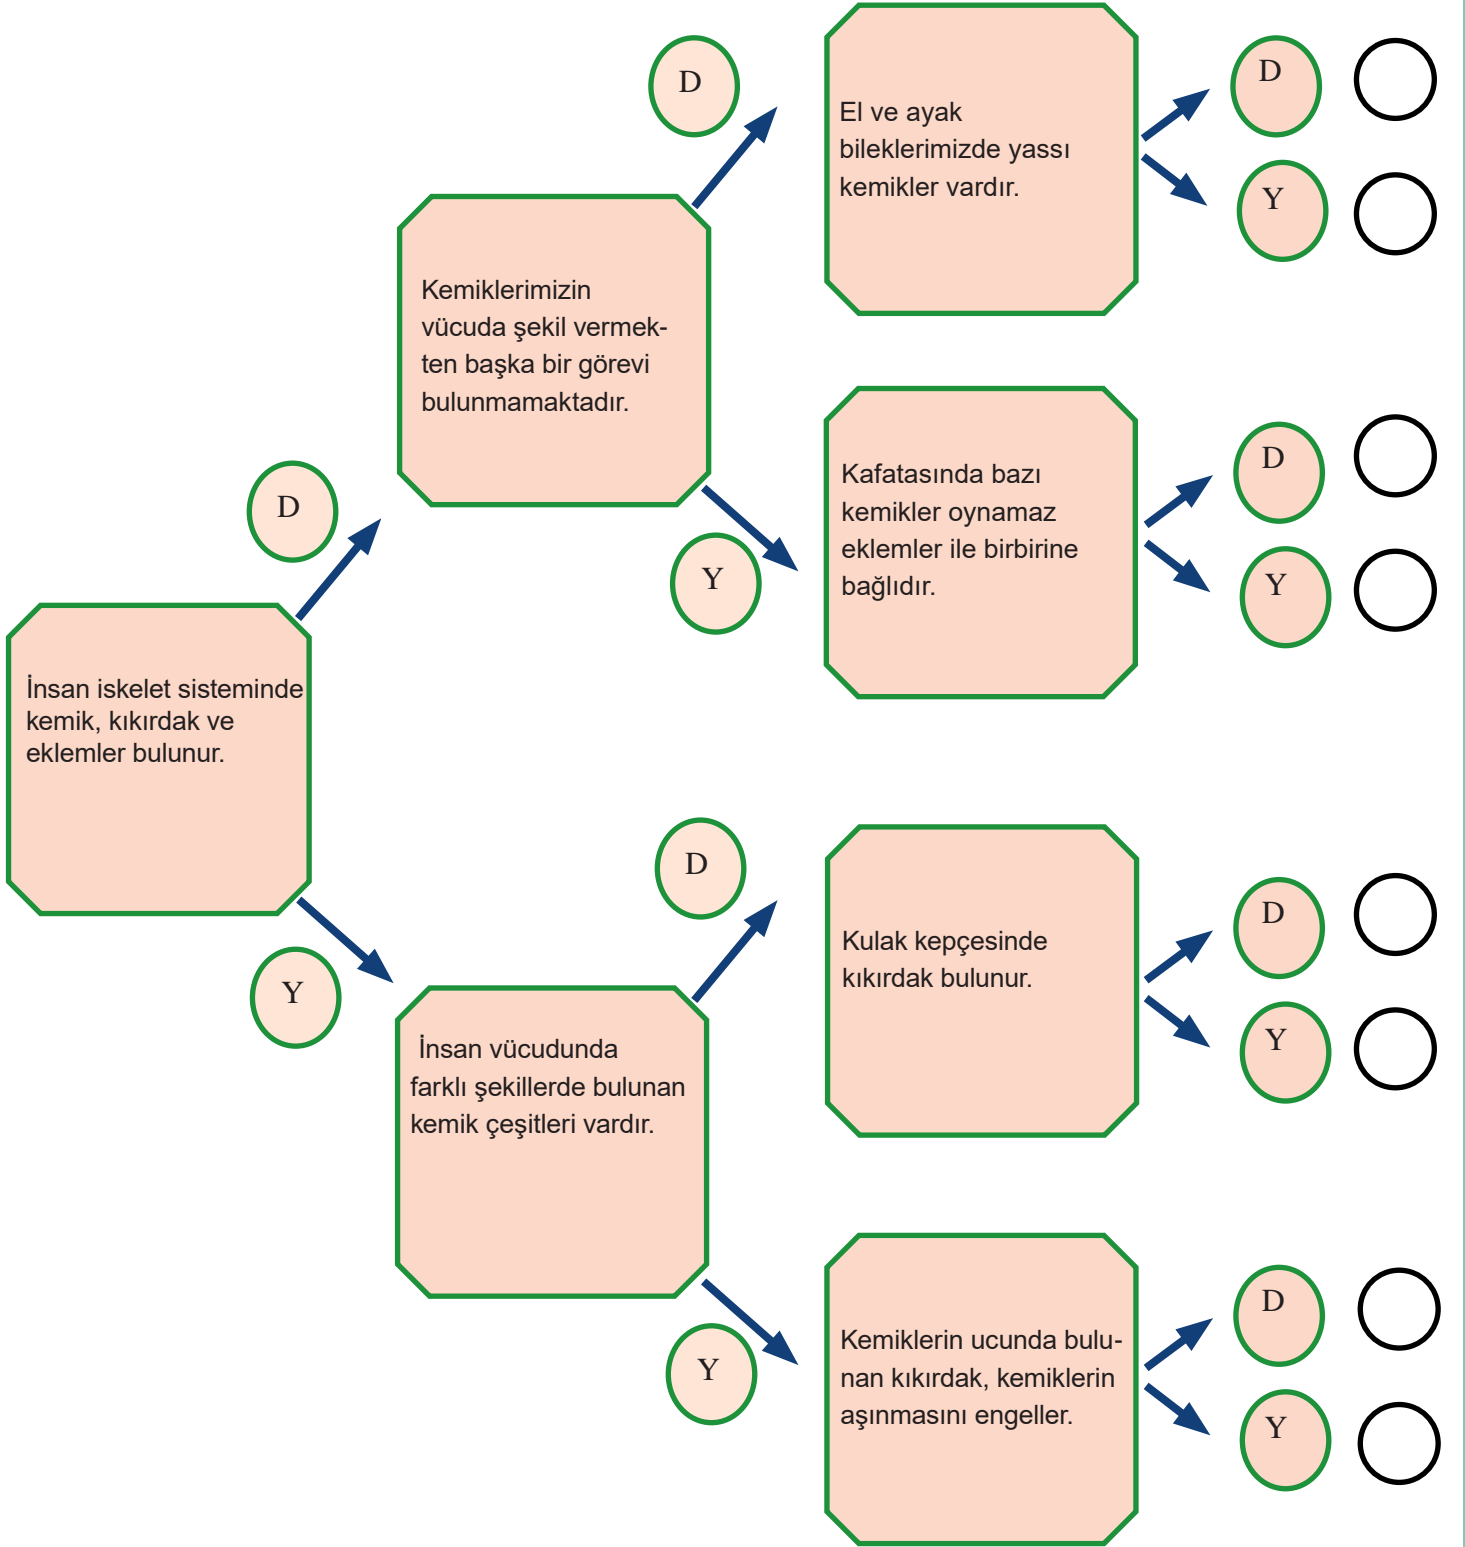 D
El ve ayak
bileklerimizde yassı
kemikler vardır.
D
Y
Kemiklerimizin
vücuda şekil vermek-
ten başka bir görevi
bulunmamaktadır.
D
Y
Kafatasında bazı
kemikler oynamaz
eklemler ile birbirine
bağlıdır.
D
Y
İnsan iskelet sisteminde
kemik, kıkırdak ve
eklemler bulunur.
Y
D
Kulak kepçesinde
kıkırdak bulunur.
D
Y
İnsan vücudunda
farklı şekillerde bulunan
kemik çeşitleri vardır.
Y
Kemiklerin ucunda bulu-
nan kıkırdak, kemiklerin
aşınmasını engeller.
D
Y